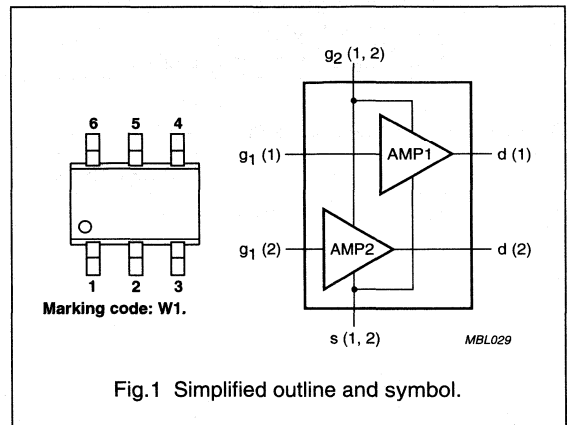 g2 (1, 2)
6 5 4
g1 (1) AMP1 d (1)
g1 (2) AMP2 d (2)
1 2 3
Marking code: W1.
s (1, 2)
MBL029
Fig.1 Simplified outline and symbol.